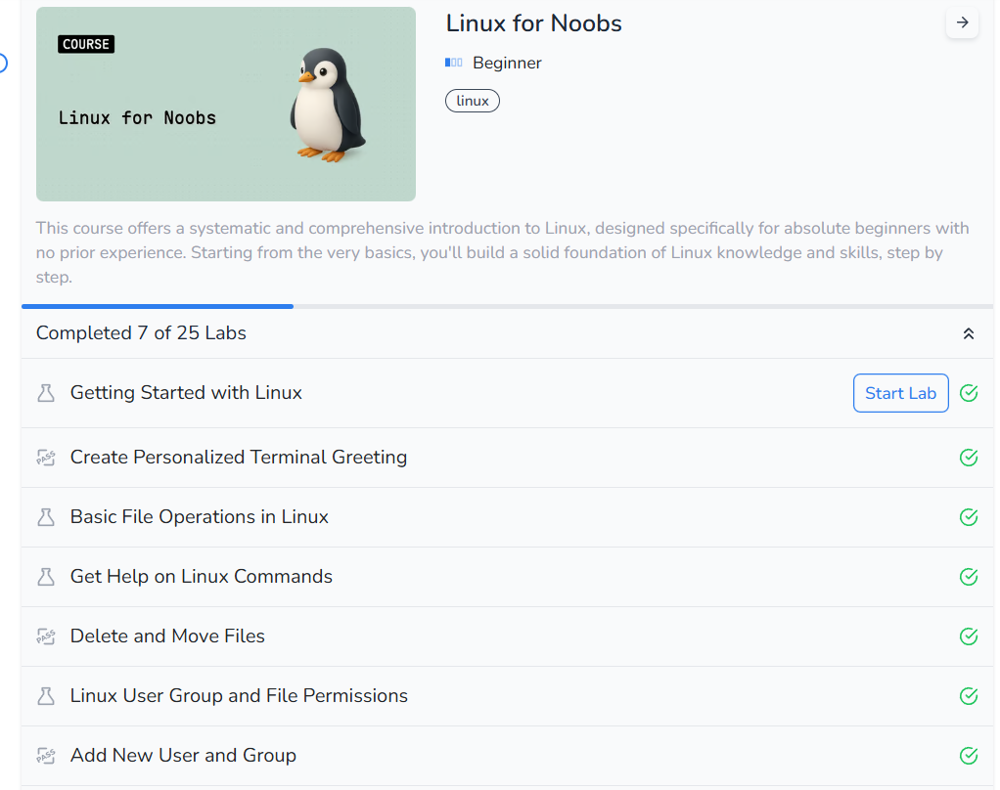 COURSE
Linux for Noobs
Linux for Noobs
Beginner
linux
This course offers a systematic and comprehensive introduction to Linux, designed specifically for absolute beginners with
no prior experience. Starting from the very basics, you'll build a solid foundation of Linux knowledge and skills, step by
step.
Completed 7 of 25 Labs
Getting Started with Linux
Start Lab
PASS
Create Personalized Terminal Greeting
Basic File Operations in Linux
Get Help on Linux Commands
PASS
Delete and Move Files
Linux User Group and File Permissions
PASS
Add New User and Group